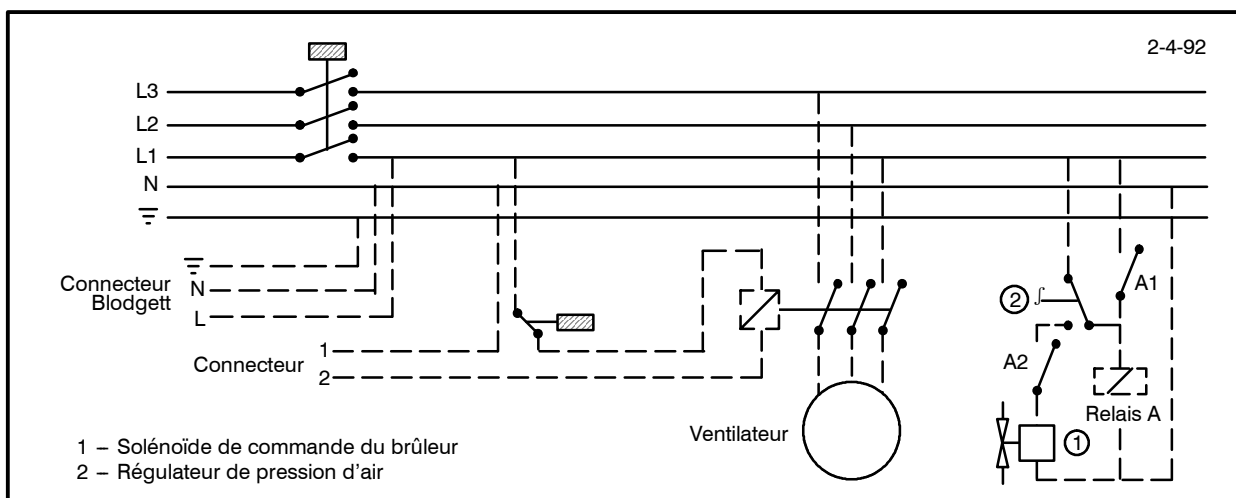 2-4-92
L3
L2
L1
N
Connecteur
Blodgett
N
L
Connecteur
1
2
Ventilateur
2
A1
A2
Relais A
1
1 – Solénoïde de commande du brûleur
2 – Régulateur de pression d’air